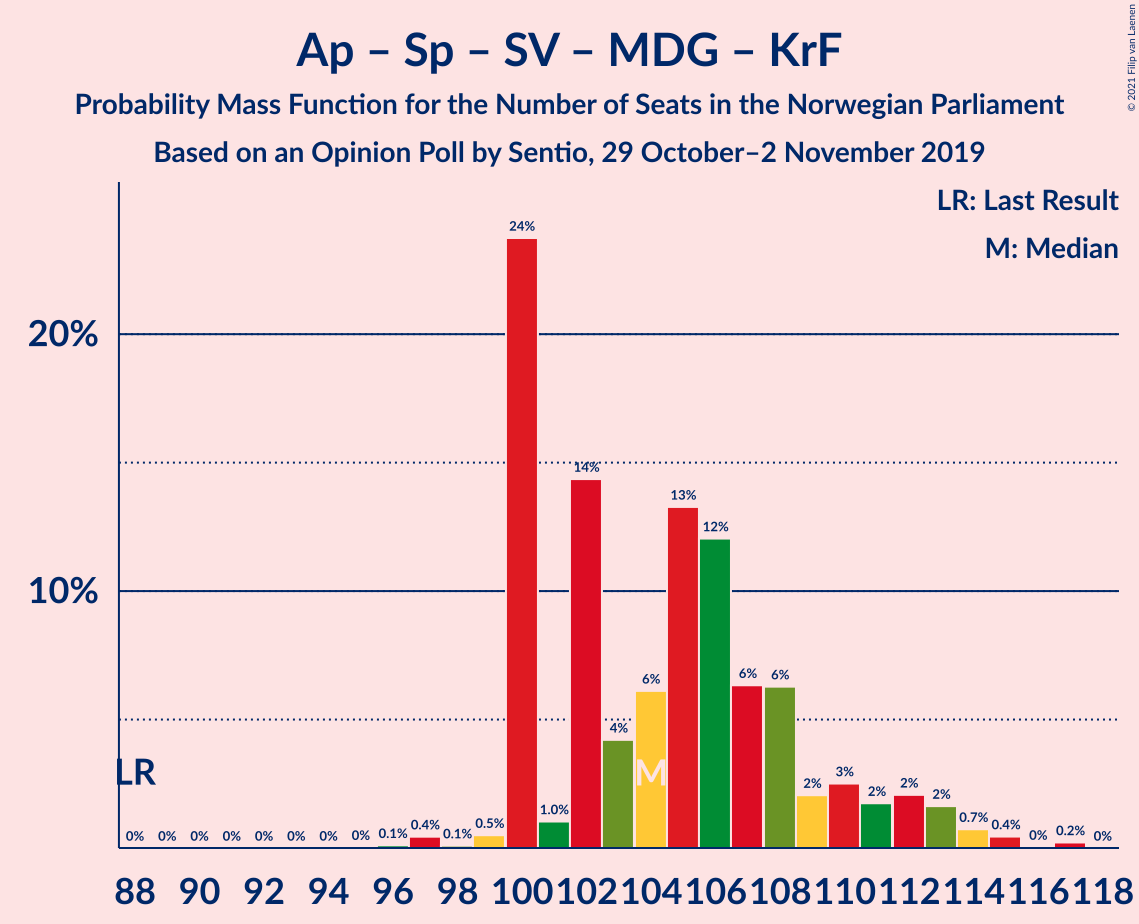 Ap – Sp – SV – MDG – KrF
Probability Mass Function for the Number of Seats in the Norwegian Parliament
Based on an Opinion Poll by Sentio, 29 October–2 November 2019
© 2021 Filip van Laenen
LR: Last Result
M: Median
20%
10%
24%
14%
13%
12%
6% 6% 6%
4%
LR
M
0% 0% 0% 0% 0% 0% 0% 0% 0.1% 0.4% 0.1% 0.5% 1.0% 2% 3% 2% 2% 2% 0.7% 0.4% 0% 0.2% 0%
88 90 92 94 96 98 100 102 104 106 108 110 112 114 116 118